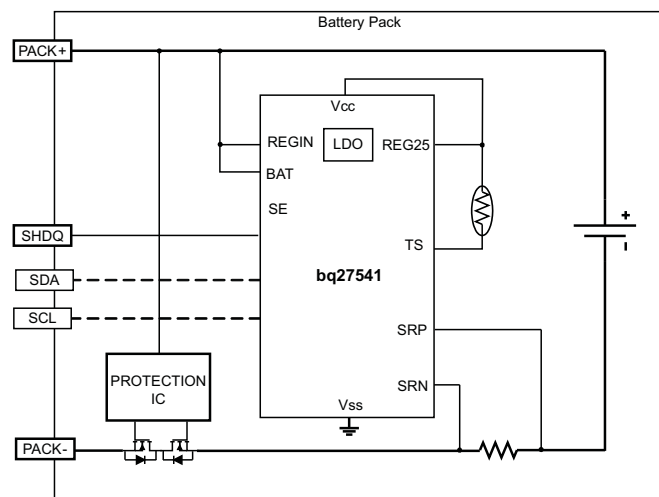 Battery Pack
PACK+
Vcc
REGIN
LDO
REG25
BAT
SE
SHDQ
TS
SDA
bq27541
SCL
SRP
PROTECTION
IC
SRN
Vss
PACK-
+